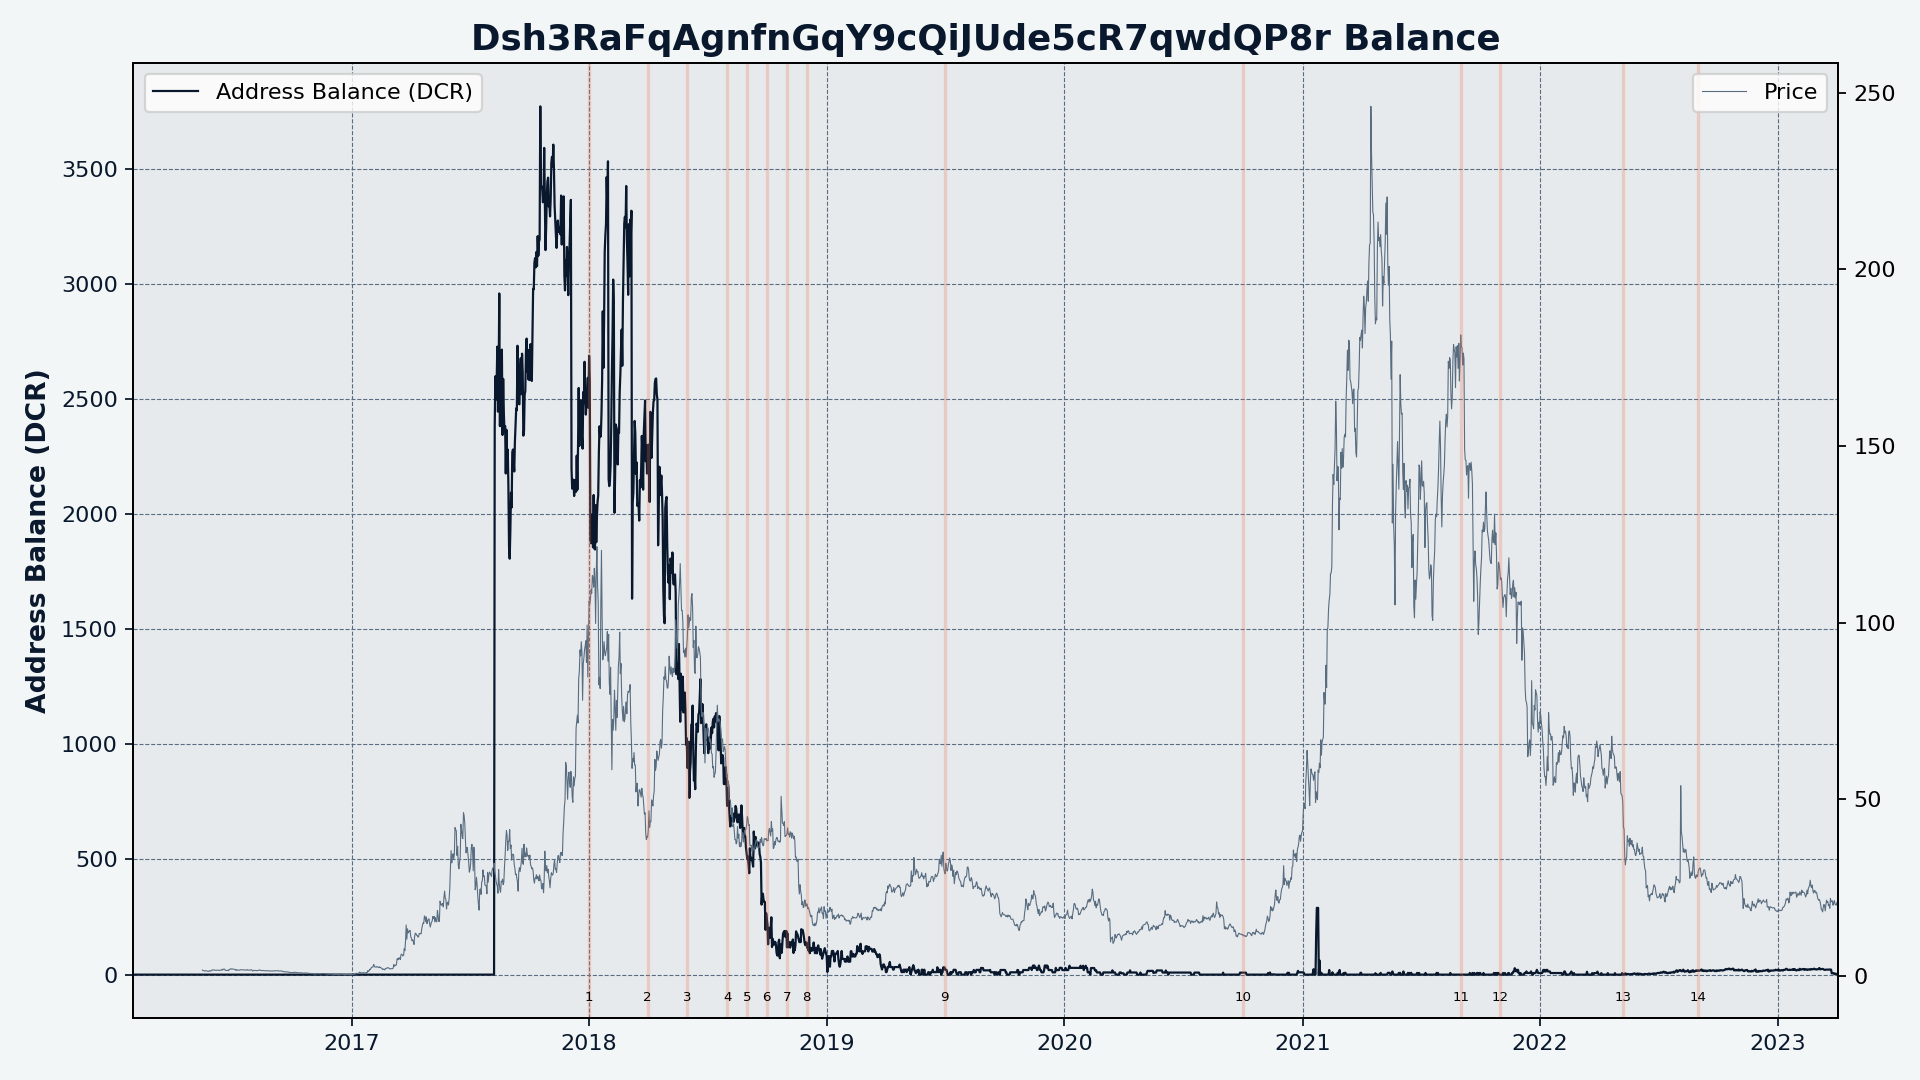 Dsh3RaFqAgnfnGqY9cQiJUde5cR7qwdQP8r Balance
Address Balance (DCR)
Price
Address Balance (DCR)
3500
3000
2500
2000
1500
1000
500
0
250
200
150
100
50
0
1 2 3 4 5 6 7 8 9 10 11 12 13 14
2017 2018 2019 2020 2021 2022 2023